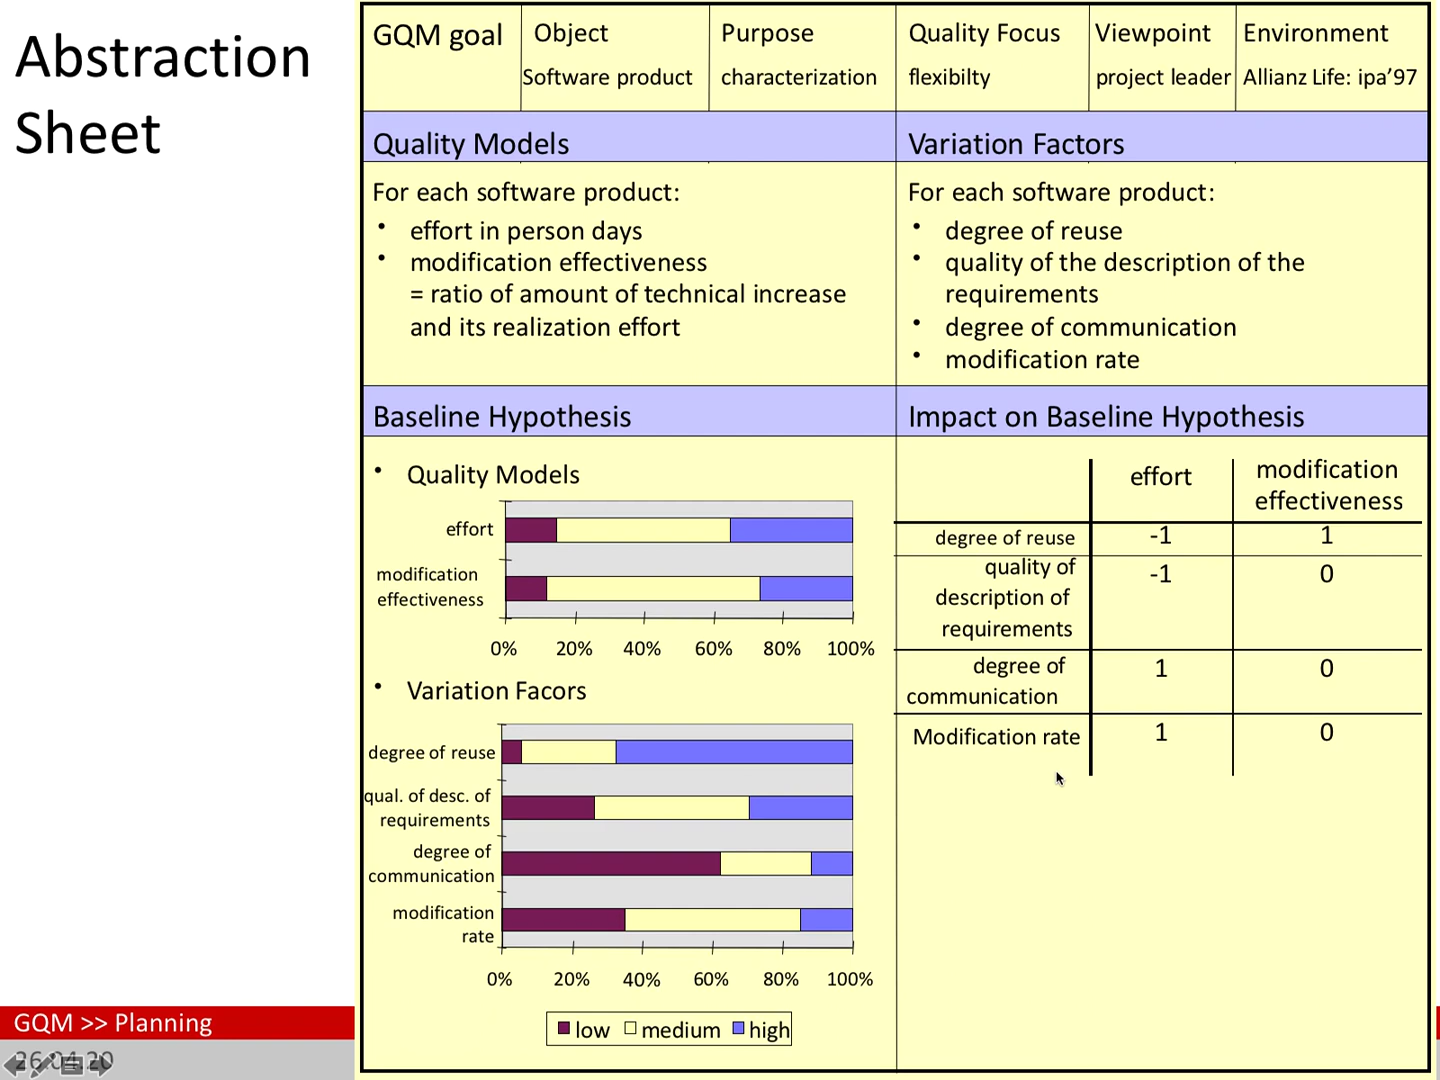 Abstraction
Sheet
GQM goal
Object
Software product
Purpose
characterization
Quality Focus
flexibilty
Viewpoint
project leader
Environment
Allianz Life: ipa’97
Quality Models
For each software product:
• effort in person days
• modification effectiveness
= ratio of amount of technical increase
and its realization effort
Variation Factors
For each software product:
• degree of reuse
• quality of the description of the
requirements
• degree of communication
• modification rate
Baseline Hypothesis
• Quality Models
effort
modification
effectiveness
0% 20% 40% 60% 80% 100%
• Variation Facors
degree of reuse
qual. of desc. of
requirements
degree of
communication
modification
rate
0% 20% 40% 60% 80% 100%
low medium high
Impact on Baseline Hypothesis
effort
modification
effectiveness
degree of reuse -1 1
quality of -1 0
description of
requirements
degree of 1 0
communication
Modification rate 1 0
GQM >> Planning
26.04.20